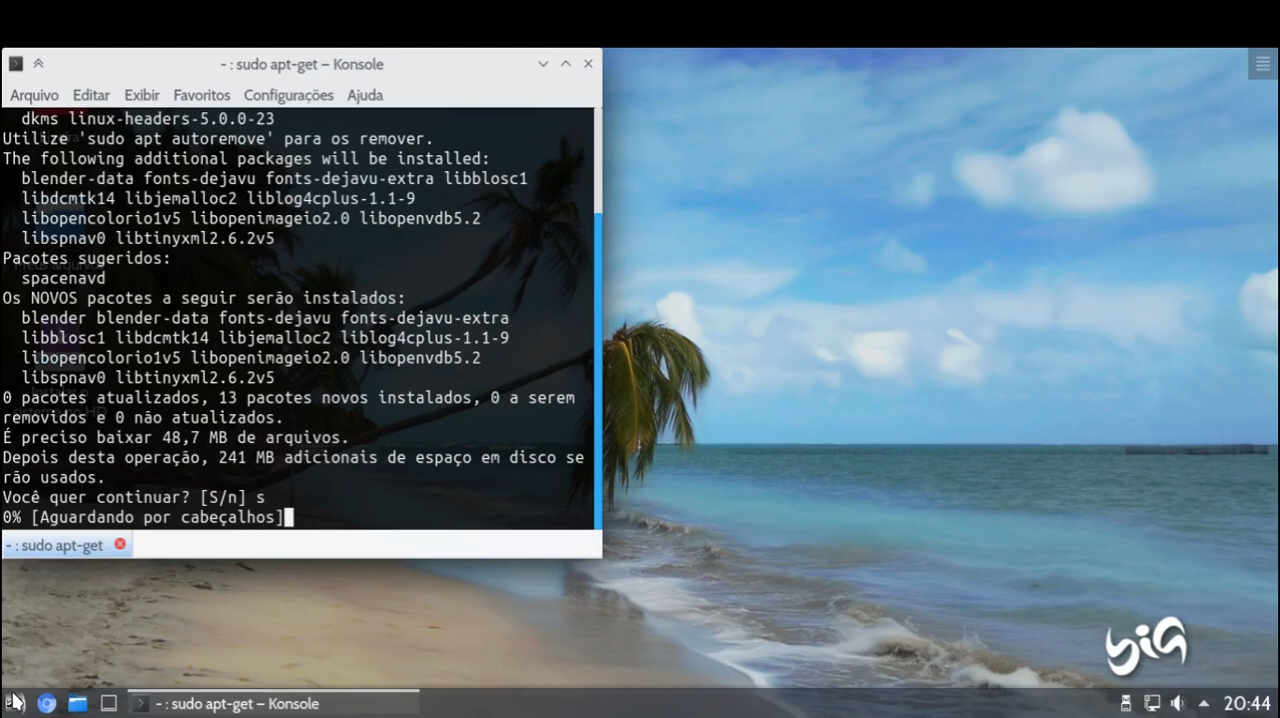 - : sudo apt-get – Konsole
Arquivo Editar Exibir Favoritos Configurações Ajuda
dkms linux-headers-5.0.0-23
Utilize 'sudo apt autoremove' para os remover.
The following additional packages will be installed:
blender-data fonts-dejavu fonts-dejavu-extra libblosc1
libdcmtk14 libjemalloc2 liblog4cplus-1.1-9
libopencolorio1v5 libopenimageio2.0 libopenvdb5.2
libspnav0 libtinyxml2.6.2v5
Pacotes sugeridos:
spacenavd
Os NOVOS pacotes a seguir serão instalados:
blender blender-data fonts-dejavu fonts-dejavu-extra
libblosc1 libdcmtk14 libjemalloc2 liblog4cplus-1.1-9
libopencolorio1v5 libopenimageio2.0 libopenvdb5.2
libspnav0 libtinyxml2.6.2v5
0 pacotes atualizados, 13 pacotes novos instalados, 0 a serem
removidos e 0 não atualizados.
É preciso baixar 48,7 MB de arquivos.
Depois desta operação, 241 MB adicionais de espaço em disco se
rão usados.
Você quer continuar? [S/n] s
0% [Aguardando por cabeçalhos]
- : sudo apt-get
big
- : sudo apt-get – Konsole
20:44